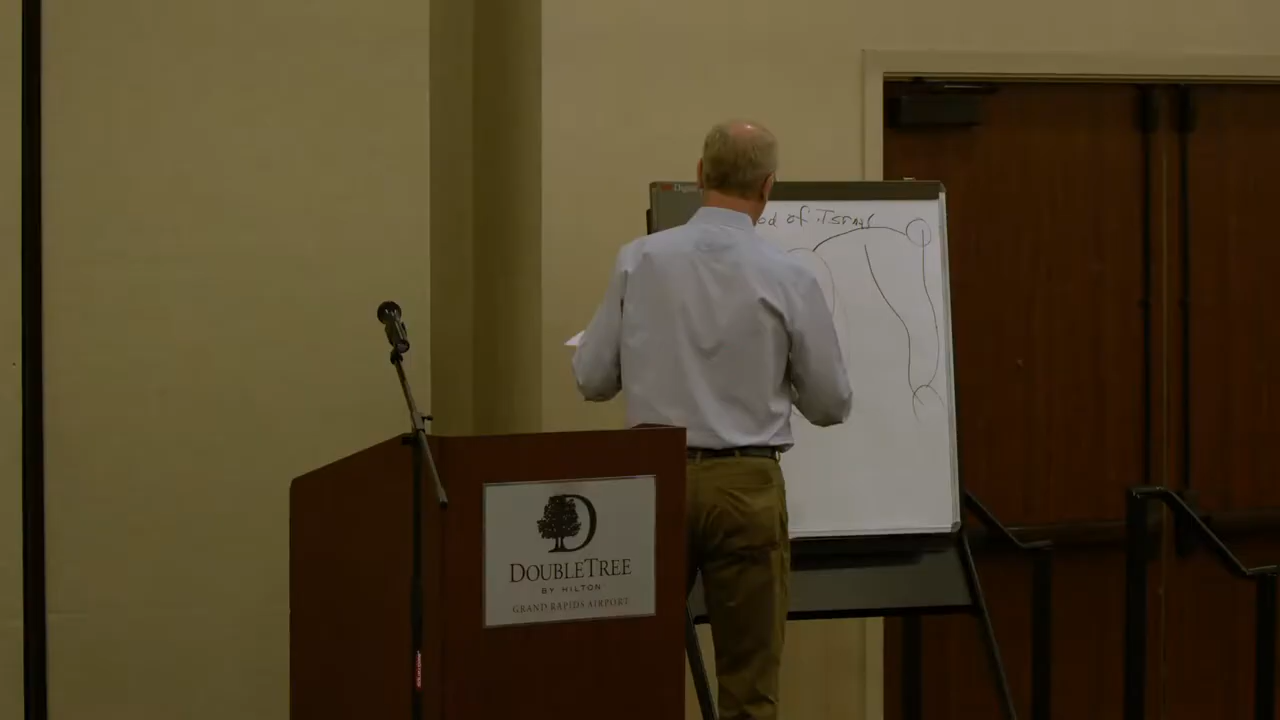 od of Israel
D
DOUBLETREE
BY HILTON
GRAND RAPIDS AIRPORT